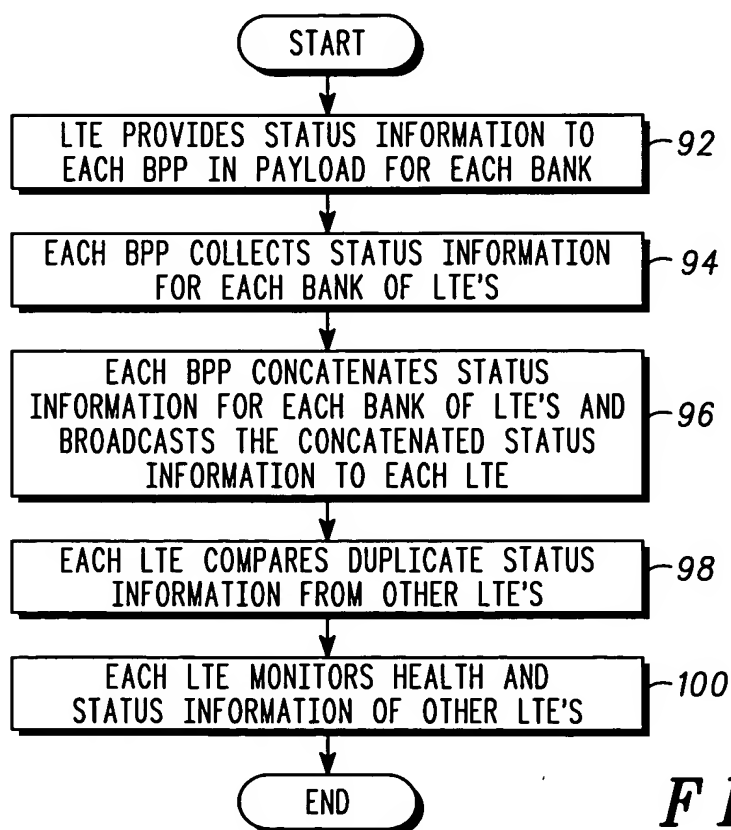 START
LTE PROVIDES STATUS INFORMATION TO
EACH BPP IN PAYLOAD FOR EACH BANK
92
EACH BPP COLLECTS STATUS INFORMATION
FOR EACH BANK OF LTE'S
94
EACH BPP CONCATENATES STATUS
INFORMATION FOR EACH BANK OF LTE'S AND
BROADCASTS THE CONCATENATED STATUS
INFORMATION TO EACH LTE
96
EACH LTE COMPARES DUPLICATE STATUS
INFORMATION FROM OTHER LTE'S
98
EACH LTE MONITORS HEALTH AND
STATUS INFORMATION OF OTHER LTE'S
100
END